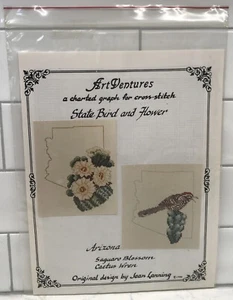 ArtVentures
a charted graph for cross-stitch
State Bird and Flower
Arizona
Saguaro Blossom
Cactus Wren
Original design by Jean Lenning